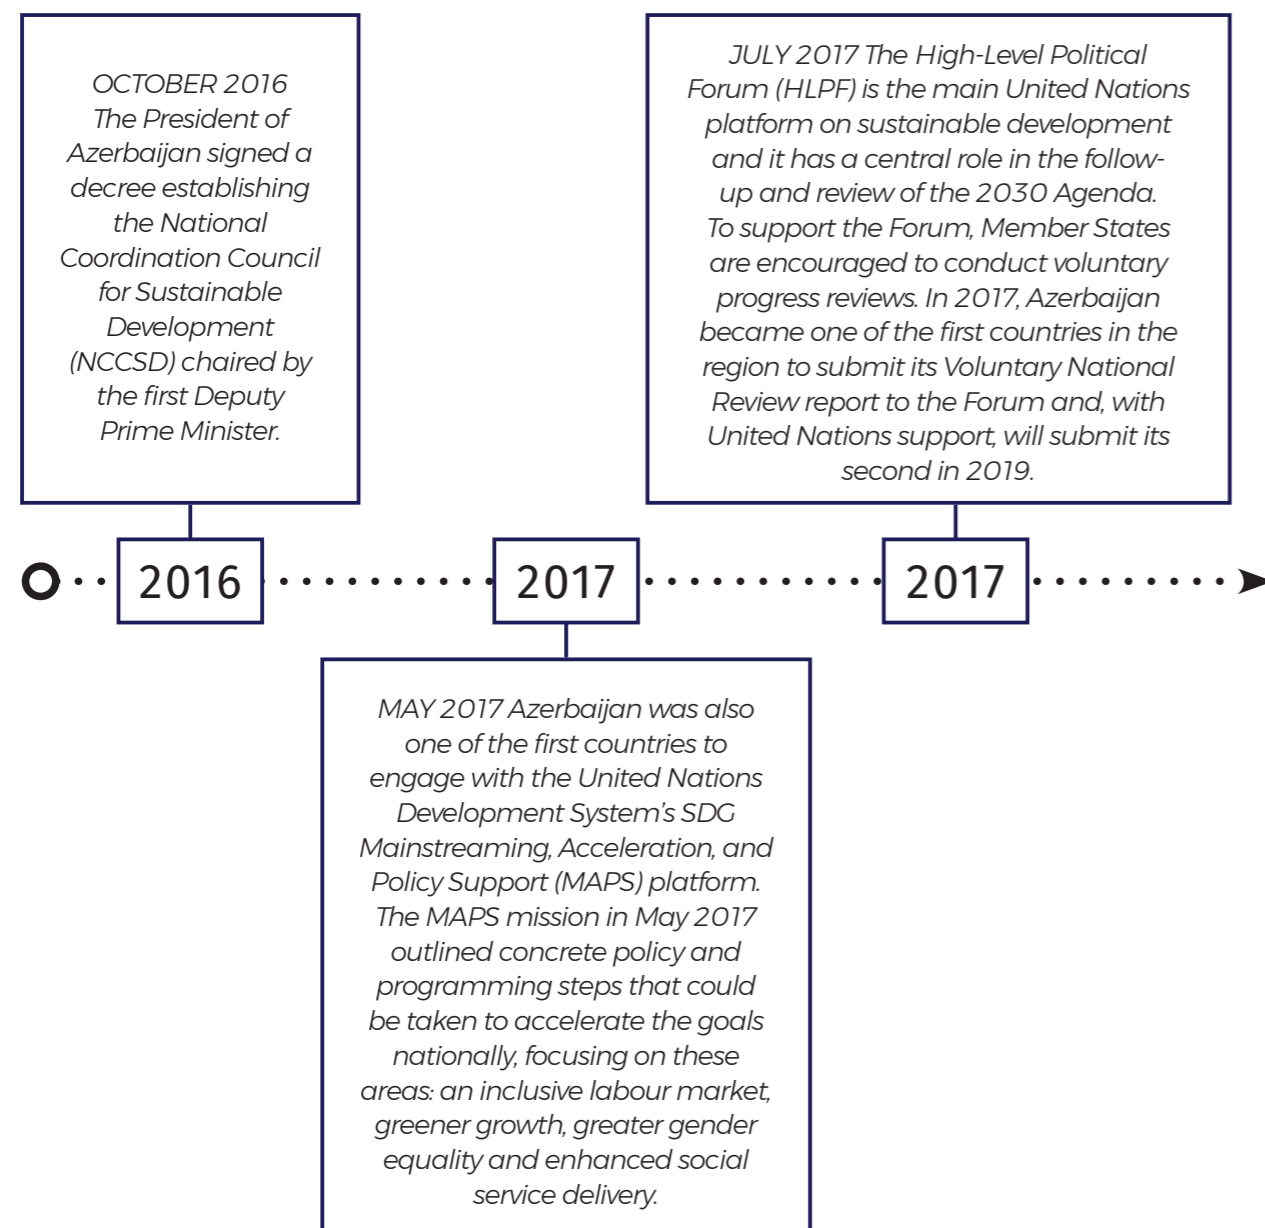 OCTOBER 2016
The President of
Azerbaijan signed a
decree establishing
the National
Coordination Council
for Sustainable
Development
(NCCSD) chaired by
the first Deputy
Prime Minister.
JULY 2017 The High-Level Political
Forum (HLPF) is the main United Nations
platform on sustainable development
and it has a central role in the follow-
up and review of the 2030 Agenda.
To support the Forum, Member States
are encouraged to conduct voluntary
progress reviews. In 2017, Azerbaijan
became one of the first countries in the
region to submit its Voluntary National
Review report to the Forum and, with
United Nations support, will submit its
second in 2019.
2016
2017
2017
MAY 2017 Azerbaijan was also
one of the first countries to
engage with the United Nations
Development System's SDG
Mainstreaming, Acceleration, and
Policy Support (MAPS) platform.
The MAPS mission in May 2017
outlined concrete policy and
programming steps that could
be taken to accelerate the goals
nationally, focusing on these
areas: an inclusive labour market,
greener growth, greater gender
equality and enhanced social
service delivery.